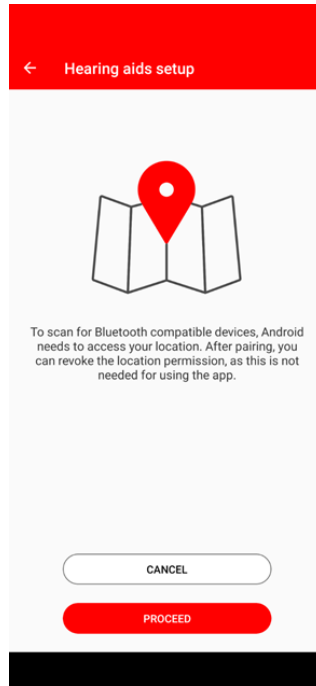 Hearing aids setup
To scan for Bluetooth compatible devices, Android
needs to access your location. After pairing, you
can revoke the location permission, as this is not
needed for using the app.
CANCEL
PROCEED